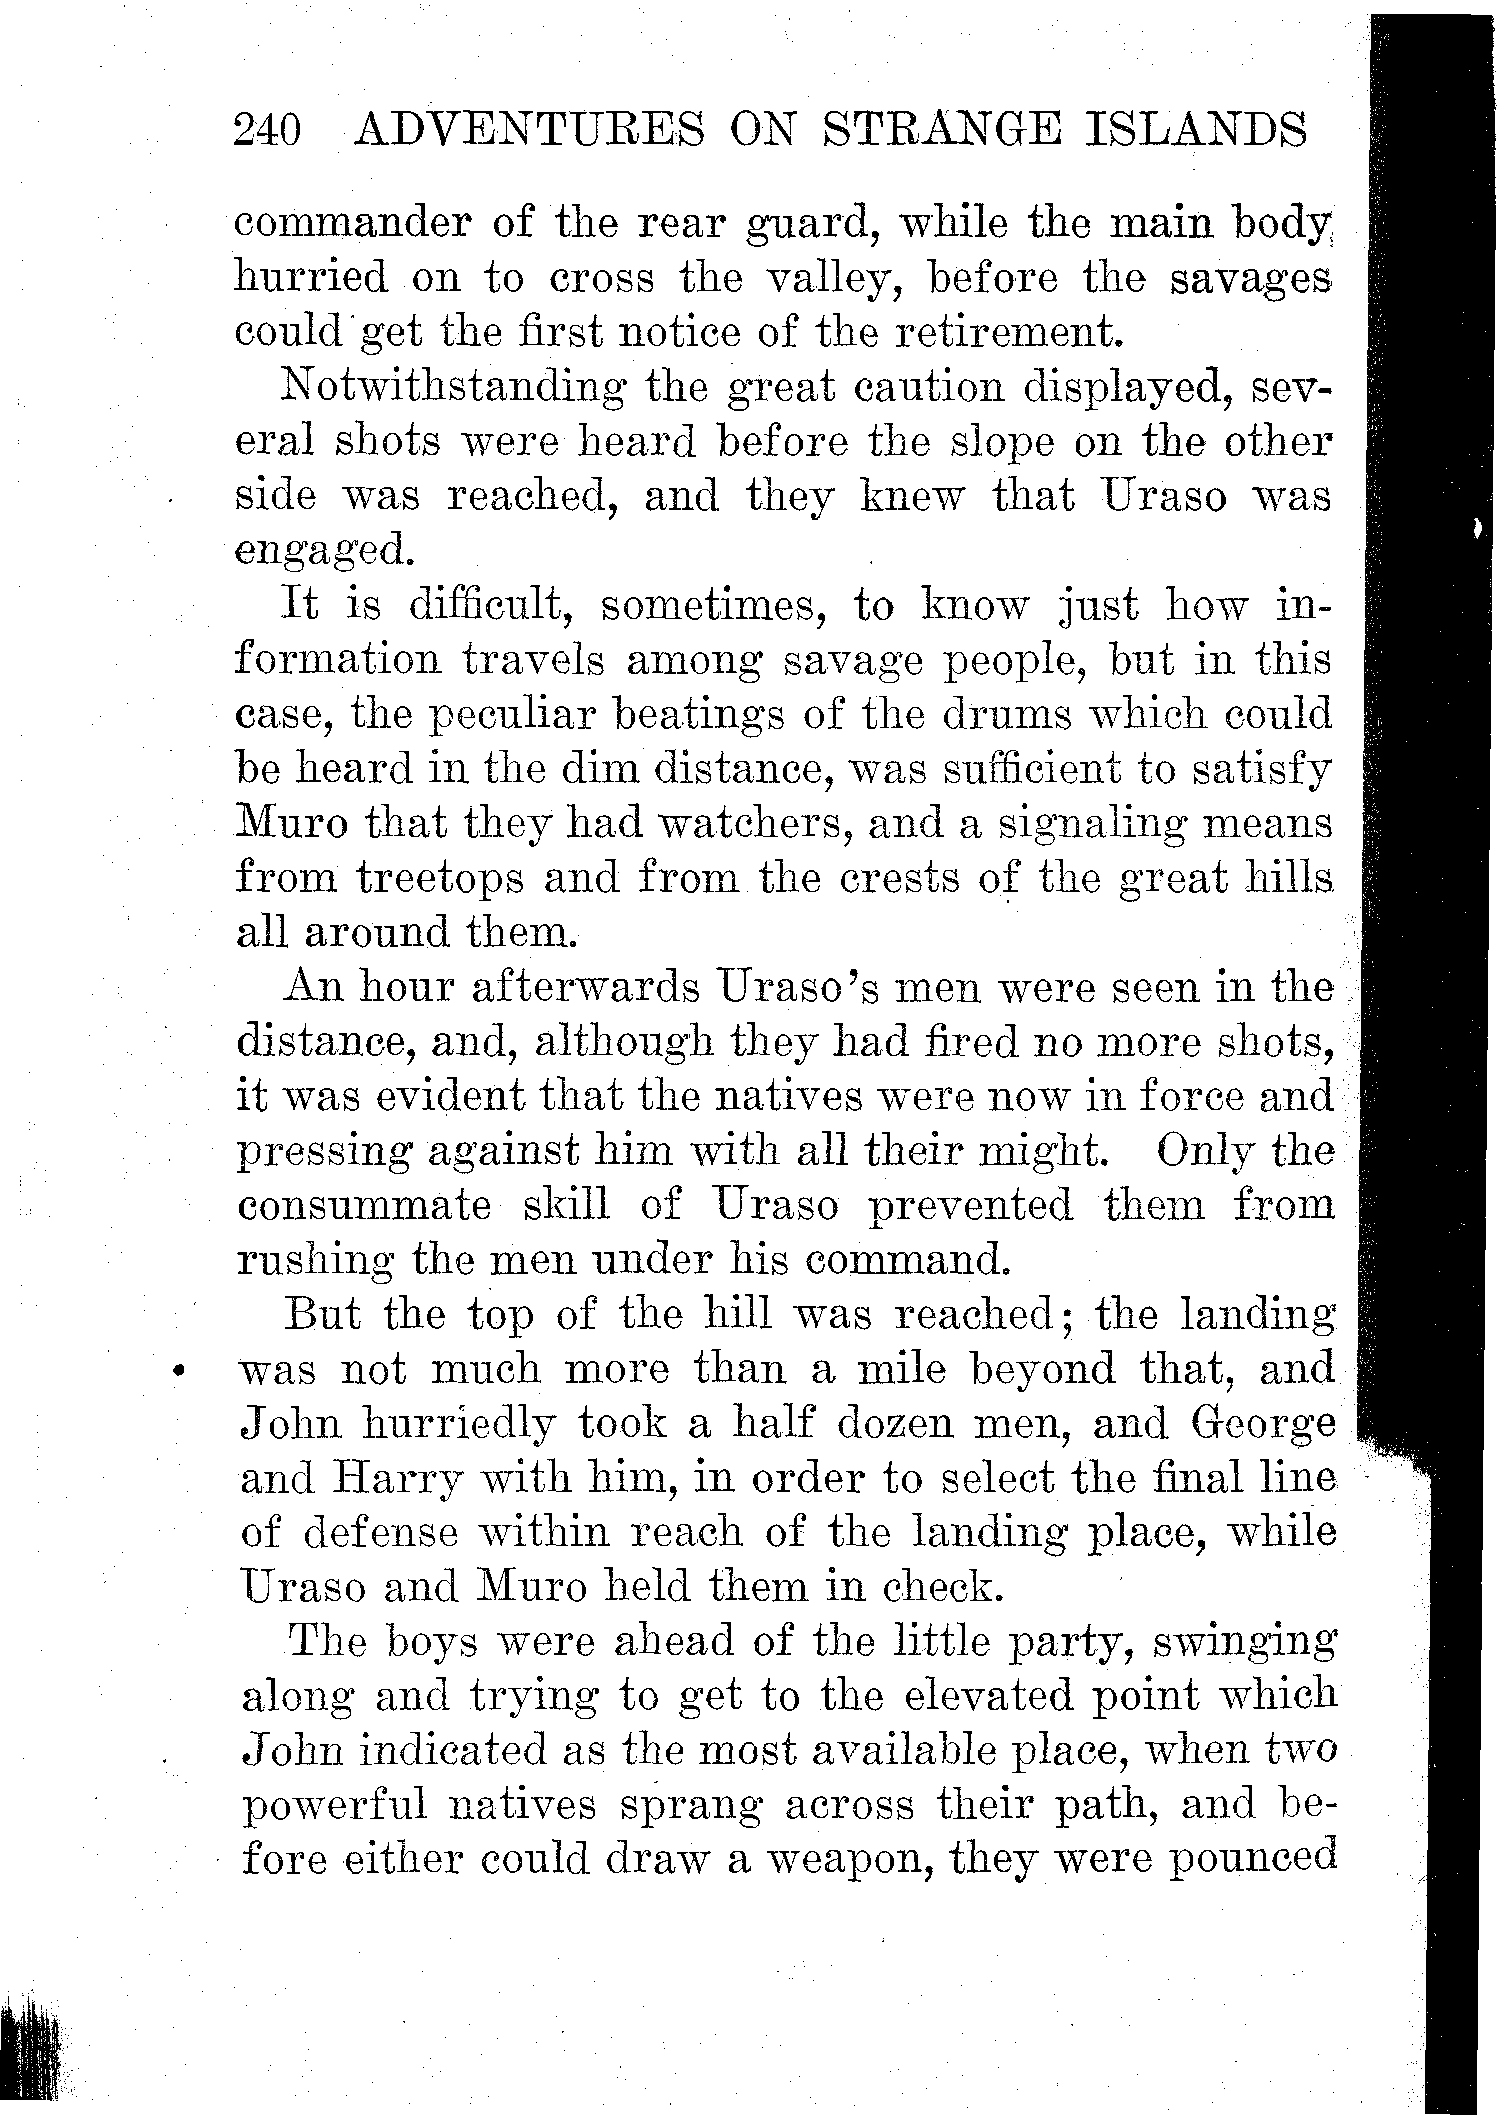 240 ADVENTURES ON STRANGE ISLANDS
commander of the rear guard, while the main body
hurried on to cross the valley, before the savages
could get the first notice of the retirement.
Notwithstanding the great caution displayed, sev-
eral shots were heard before the slope on the other
side was reached, and they knew that Uraso was
engaged.
It is difficult, sometimes, to know just how in-
formation travels among savage people, but in this
case, the peculiar beatings of the drums which could
be heard in the dim distance, was sufficient to satisfy
Muro that they had watchers, and a signaling means
from treetops and from the crests of the great hills
all around them.
An hour afterwards Uraso's men were seen in the
distance, and, although they had fired no more shots,
it was evident that the natives were now in force and
pressing against him with all their might. Only the
consummate skill of Uraso prevented them from
rushing the men under his command.
But the top of the hill was reached; the landing
was not much more than a mile beyond that, and
John hurriedly took a half dozen men, and George
and Harry with him, in order to select the final line
of defense within reach of the landing place, while
Uraso and Muro held them in check.
The boys were ahead of the little party, swinging
along and trying to get to the elevated point which
John indicated as the most available place, when two
powerful natives sprang across their path, and be-
fore either could draw a weapon, they were pounced